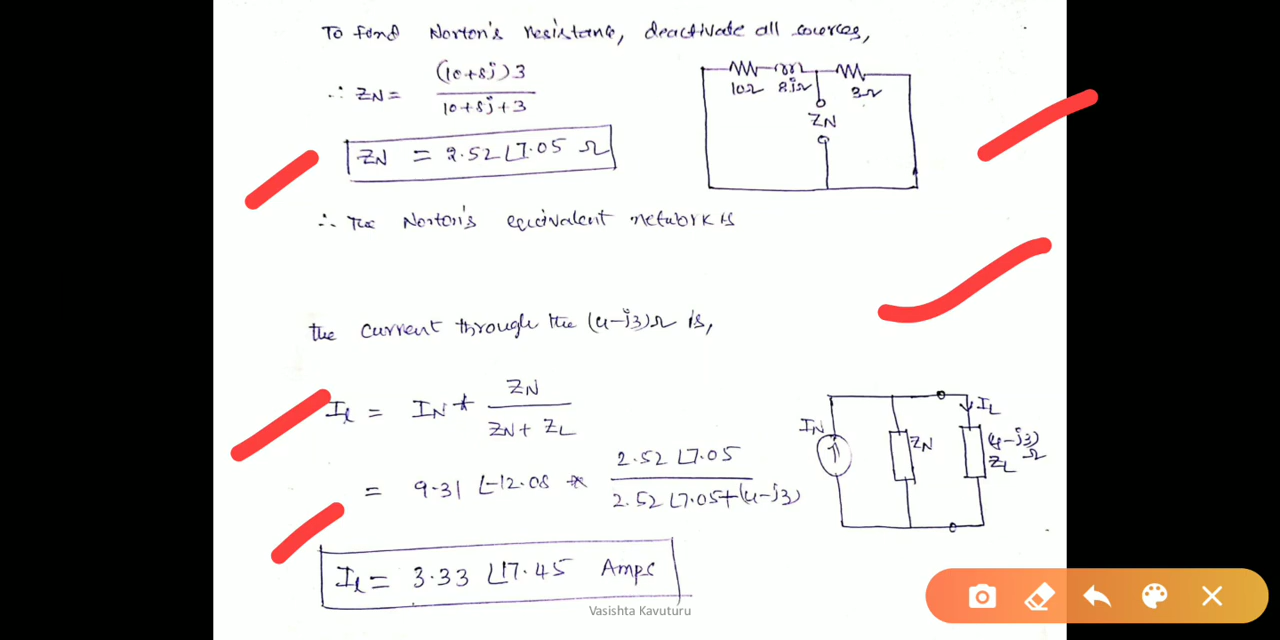 To find Norton's resistance, deactivate all sources,
∴ ZN = (10+8j)3 / 10+8j+3
10Ω 8jΩ 3Ω
ZN
ZN = 2.52∠7.05 Ω
∴ The Norton's equivalent network is
the current through the (4-j3)Ω is,
Il = IN * ZN / ZN + ZL
IN ZN IL (4-j3) Ω ZL
= 9.31 ∠-12.08 * 2.52∠7.05 / 2.52∠7.05+(4-j3)
Il = 3.33 ∠17.45 Amps
Vasishta Kavuturu